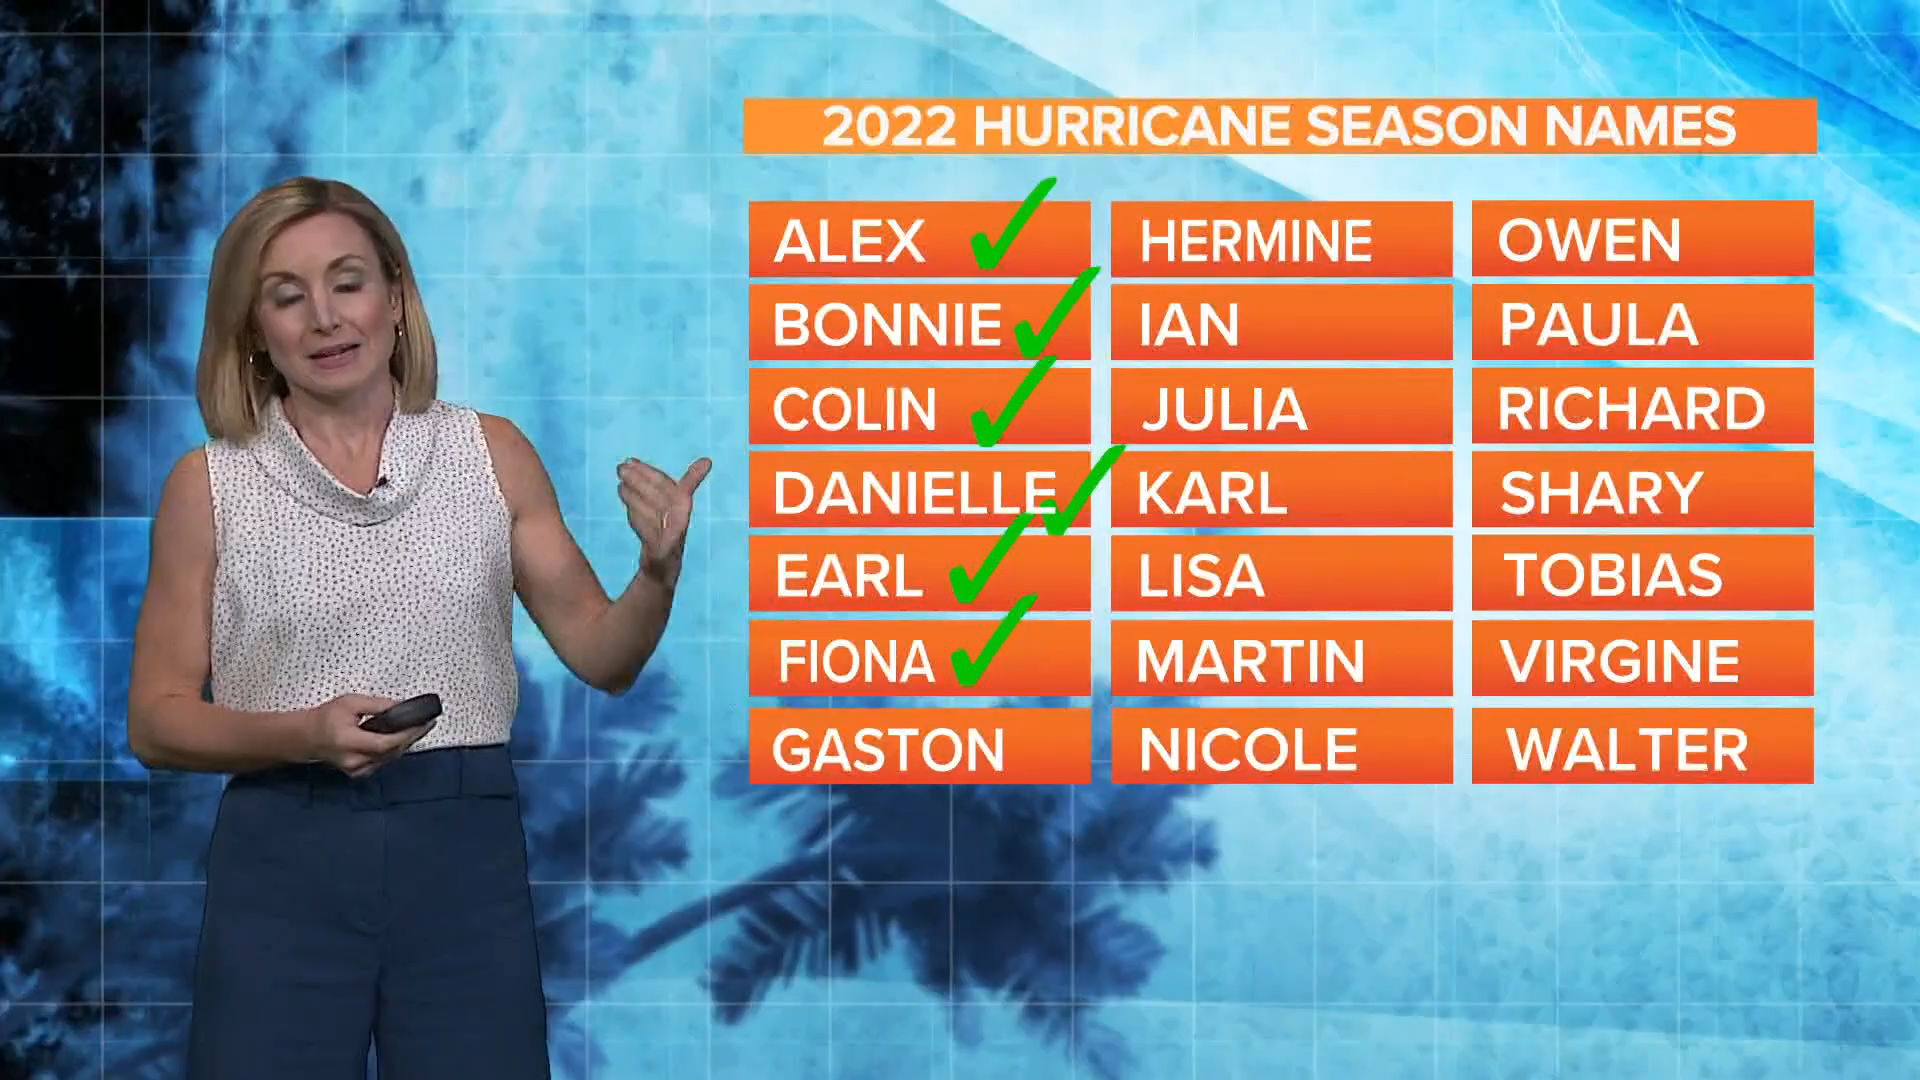 2022 HURRICANE SEASON NAMES
ALEX
BONNIE
COLIN
DANIELLE
EARL
FIONA
GASTON
HERMINE
IAN
JULIA
KARL
LISA
MARTIN
NICOLE
OWEN
PAULA
RICHARD
SHARY
TOBIAS
VIRGINE
WALTER